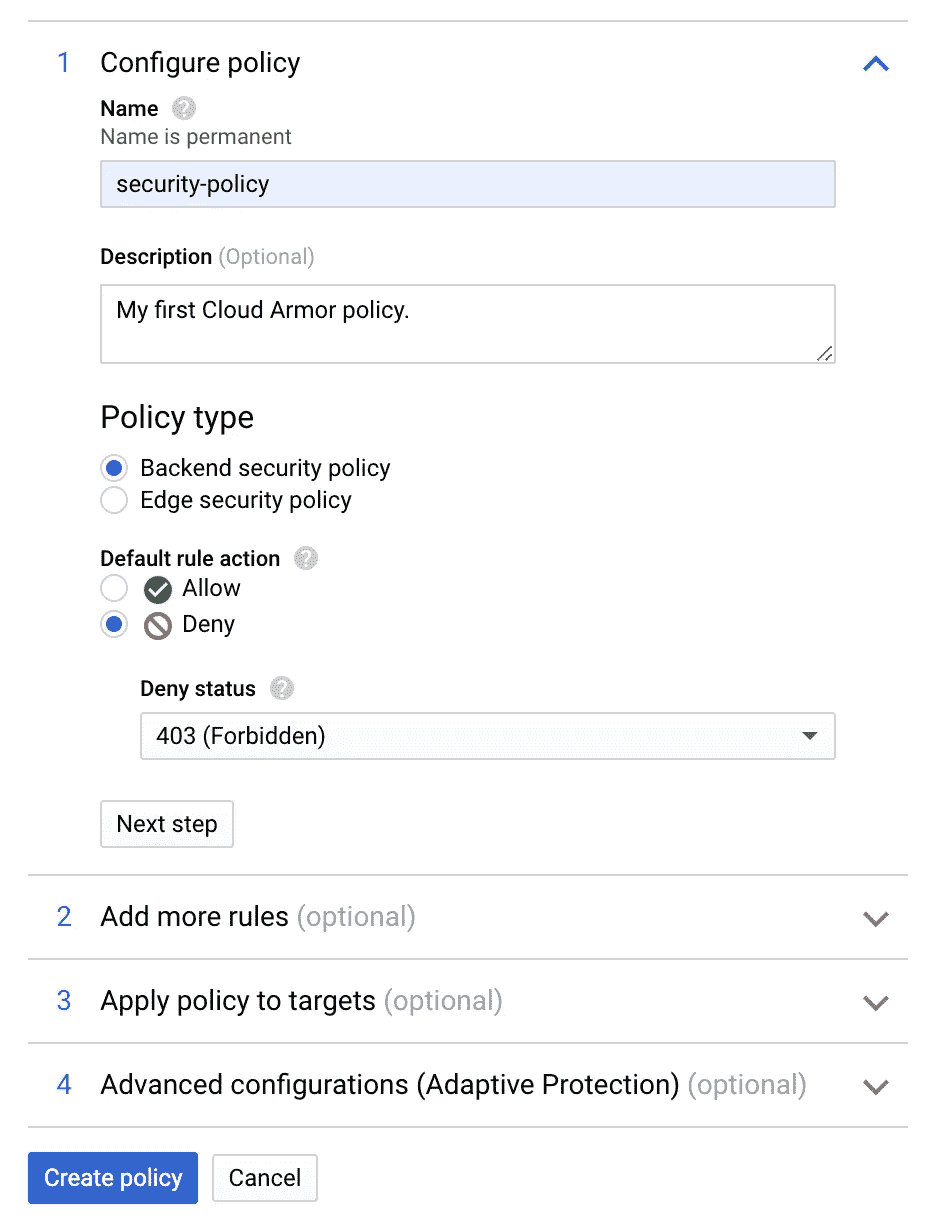 1 Configure policy
Name
Name is permanent
security-policy
Description (Optional)
My first Cloud Armor policy.
Policy type
Backend security policy
Edge security policy
Default rule action
Allow
Deny
Deny status
403 (Forbidden)
Next step
2 Add more rules (optional)
3 Apply policy to targets (optional)
4 Advanced configurations (Adaptive Protection) (optional)
Create policy Cancel